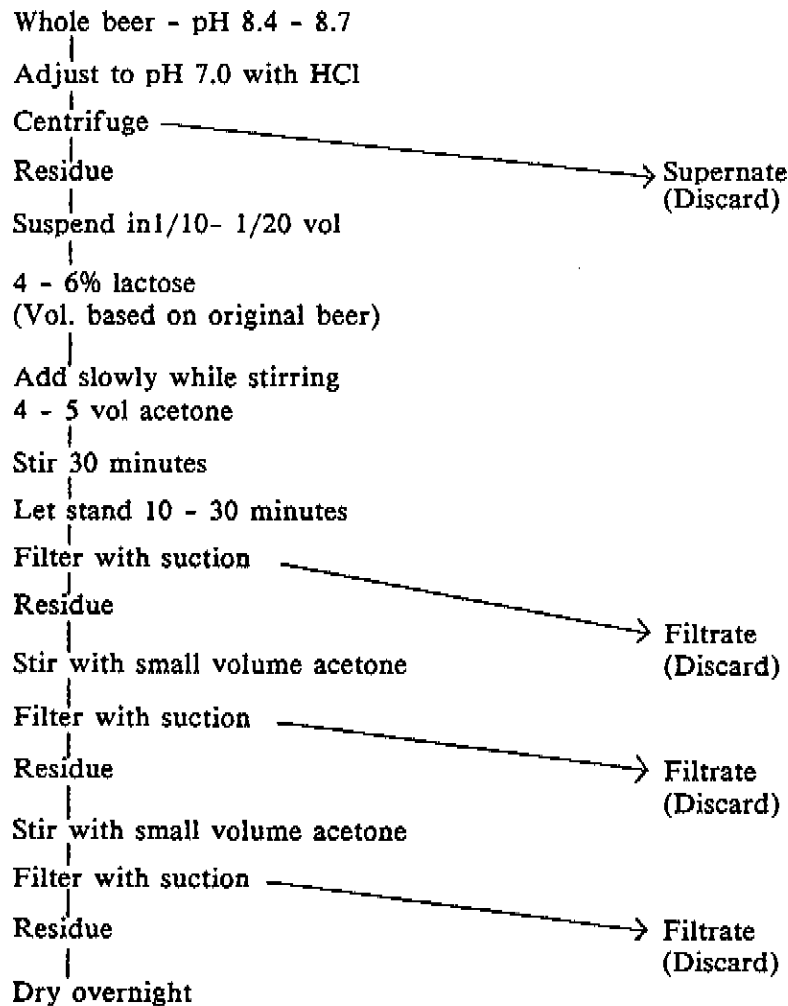 Whole beer - pH 8.4 - 8.7
Adjust to pH 7.0 with HCl
Centrifuge
Residue
Supernate
(Discard)
Suspend in1/10- 1/20 vol
4 - 6% lactose
(Vol. based on original beer)
Add slowly while stirring
4 - 5 vol acetone
Stir 30 minutes
Let stand 10 - 30 minutes
Filter with suction
Residue
Filtrate
(Discard)
Stir with small volume acetone
Filter with suction
Residue
Filtrate
(Discard)
Stir with small volume acetone
Filter with suction
Residue
Filtrate
(Discard)
Dry overnight